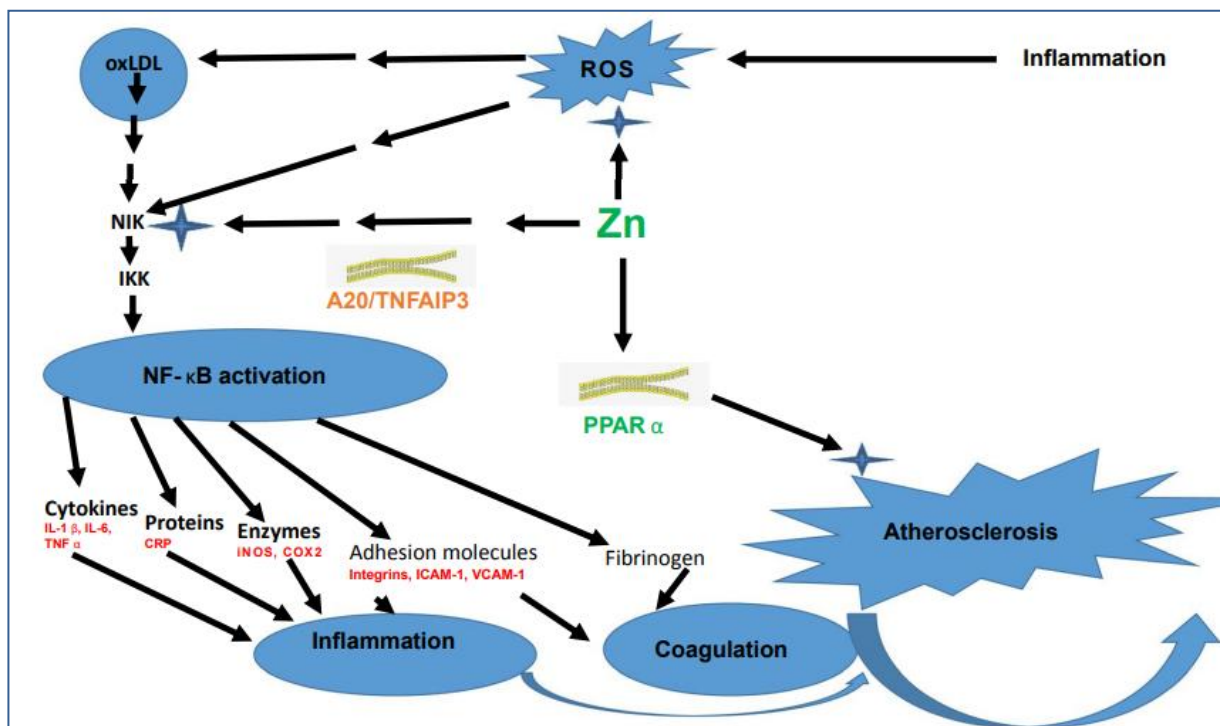 oxLDL
ROS
Inflammation
NIK
Zn
IKK
A20/TNFAIP3
NF- κB activation
PPAR α
Cytokines
IL-1 β, IL-6,
TNF α
Proteins
CRP
Enzymes
iNOS, COX2
Adhesion molecules
Integrins, ICAM-1, VCAM-1
Fibrinogen
Atherosclerosis
Inflammation
Coagulation